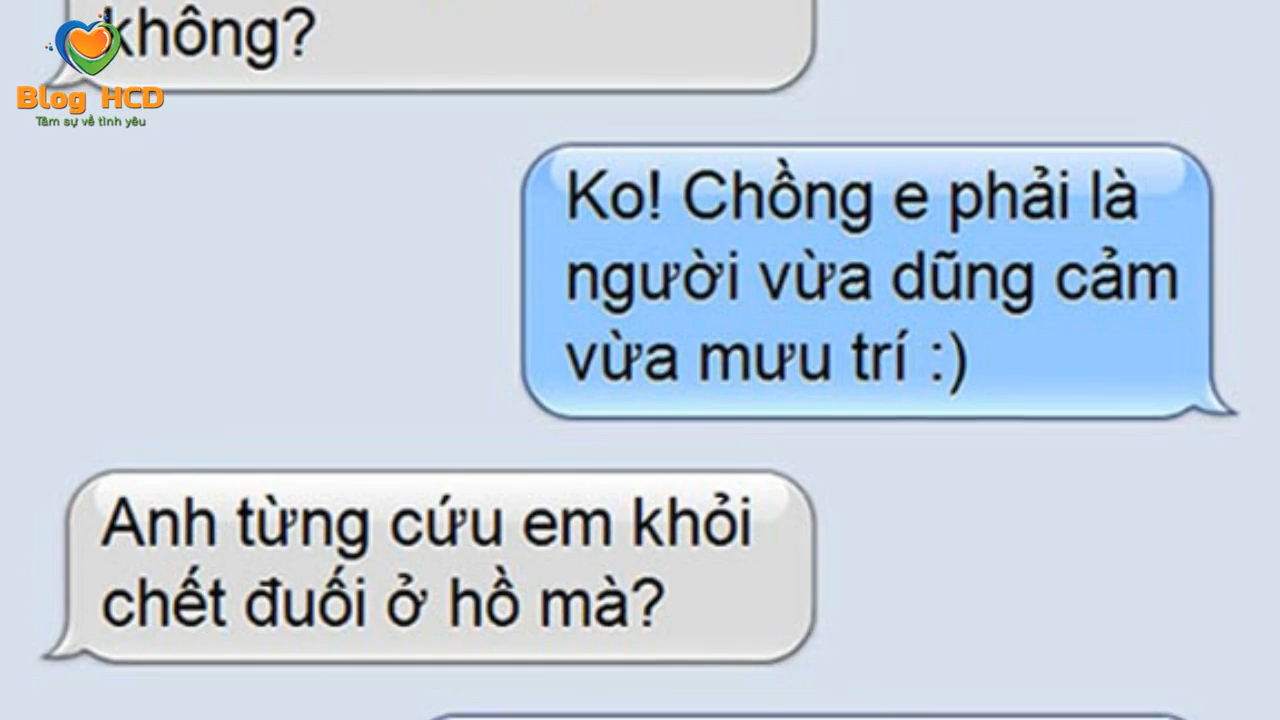 không?
Blog HCD
Tâm sự về tình yêu
Ko! Chồng e phải là
người vừa dũng cảm
vừa mưu trí :)
Anh từng cứu em khỏi
chết đuối ở hồ mà?